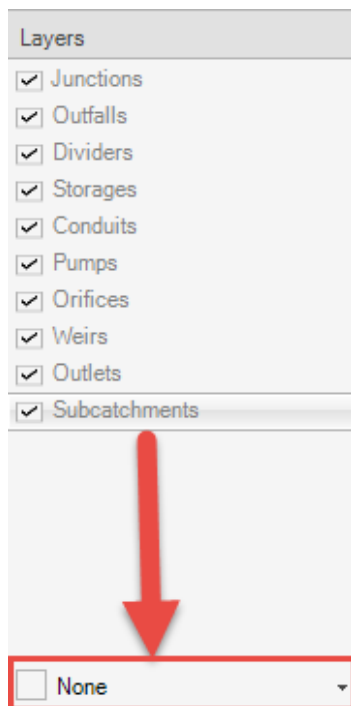 Layers
Junctions
Outfalls
Dividers
Storages
Conduits
Pumps
Orifices
Weirs
Outlets
Subcatchments
None